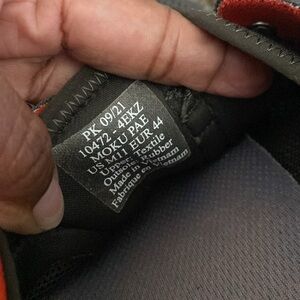 PK 09/21
10472 - 4EKZ
MOKU PAE
US M11 EUR 44
Upper: Textile
Outsole: Rubber
Made in Vietnam
Fabriqué en Vietnam